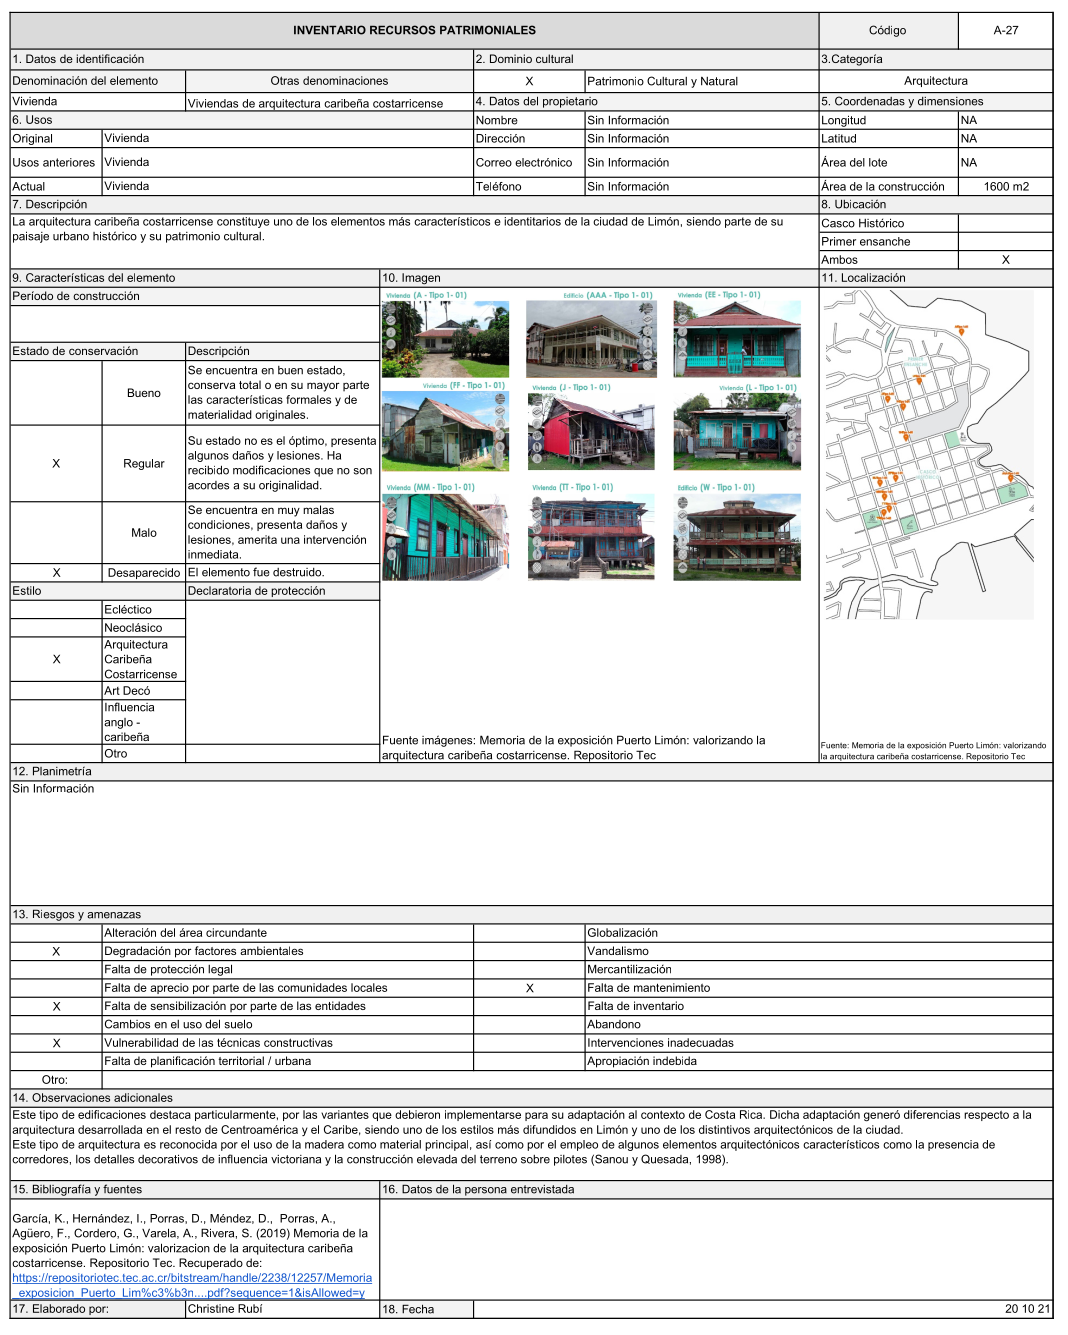 INVENTARIO RECURSOS PATRIMONIALES
Código
A-27
1. Datos de identificación
2. Dominio cultural
3.Categoría
Denominación del elemento
Otras denominaciones
X
Patrimonio Cultural y Natural
Arquitectura
Vivienda
Viviendas de arquitectura caribeña costarricense
4. Datos del propietario
5. Coordenadas y dimensiones
6. Usos
Nombre
Sin Información
Longitud
NA
Original
Vivienda
Dirección
Sin Información
Latitud
NA
Usos anteriores
Vivienda
Correo electrónico
Sin Información
Área del lote
NA
Actual
Vivienda
Teléfono
Sin Información
Área de la construcción
1600 m2
7. Descripción
8. Ubicación
La arquitectura caribeña costarricense constituye uno de los elementos más característicos e identitarios de la ciudad de Limón, siendo parte de su
paisaje urbano histórico y su patrimonio cultural.
Casco Histórico
Primer ensanche
Ambos
X
9. Características del elemento
10. Imagen
11. Localización
Período de construcción
Estado de conservación
Descripción
Bueno
Se encuentra en buen estado,
conserva total o en su mayor parte
las características formales y de
materialidad originales.
X
Regular
Su estado no es el óptimo, presenta
algunos daños y lesiones. Ha
recibido modificaciones que no son
acordes a su originalidad.
Malo
Se encuentra en muy malas
condiciones, presenta daños y
lesiones, amerita una intervención
inmediata.
X
Desaparecido
El elemento fue destruido.
Estilo
Declaratoria de protección
Ecléctico
Neoclásico
X
Arquitectura
Caribeña
Costarricense
Art Decó
Influencia
anglo -
caribeña
Otro
Vivienda (A - Tipo 1- 01)
Edificio (AAA - Tipo 1- 01)
Vivienda (EE - Tipo 1- 01)
Vivienda (FF - Tipo 1- 01)
Vivienda (J - Tipo 1- 01)
Vivienda (L - Tipo 1- 01)
Vivienda (MM - Tipo 1- 01)
Vivienda (TT - Tipo 1- 01)
Edificio (W - Tipo 1- 01)
Fuente imágenes: Memoria de la exposición Puerto Limón: valorizando la
arquitectura caribeña costarricense. Repositorio Tec
Fuente: Memoria de la exposición Puerto Limón: valorizando
la arquitectura caribeña costarricense. Repositorio Tec
12. Planimetría
Sin Información
13. Riesgos y amenazas
Alteración del área circundante
Globalización
X
Degradación por factores ambientales
Vandalismo
Falta de protección legal
Mercantilización
Falta de aprecio por parte de las comunidades locales
X
Falta de mantenimiento
X
Falta de sensibilización por parte de las entidades
Falta de inventario
Cambios en el uso del suelo
Abandono
X
Vulnerabilidad de las técnicas constructivas
Intervenciones inadecuadas
Falta de planificación territorial / urbana
Apropiación indebida
Otro:
14. Observaciones adicionales
Este tipo de edificaciones destaca particularmente, por las variantes que debieron implementarse para su adaptación al contexto de Costa Rica. Dicha adaptación generó diferencias respecto a la
arquitectura desarrollada en el resto de Centroamérica y el Caribe, siendo uno de los estilos más difundidos en Limón y uno de los distintivos arquitectónicos de la ciudad.
Este tipo de arquitectura es reconocida por el uso de la madera como material principal, así como por el empleo de algunos elementos arquitectónicos característicos como la presencia de
corredores, los detalles decorativos de influencia victoriana y la construcción elevada del terreno sobre pilotes (Sanou y Quesada, 1998).
15. Bibliografía y fuentes
16. Datos de la persona entrevistada
García, K., Hernández, I., Porras, D., Méndez, D., Porras, A.,
Agüero, F., Cordero, G., Varela, A., Rivera, S. (2019) Memoria de la
exposición Puerto Limón: valorizacion de la arquitectura caribeña
costarricense. Repositorio Tec. Recuperado de:
https://repositoriotec.tec.ac.cr/bitstream/handle/2238/12257/Memoria
_exposicion_Puerto_Lim%c3%b3n....pdf?sequence=1&isAllowed=y
17. Elaborado por:
Christine Rubí
18. Fecha
20 10 21